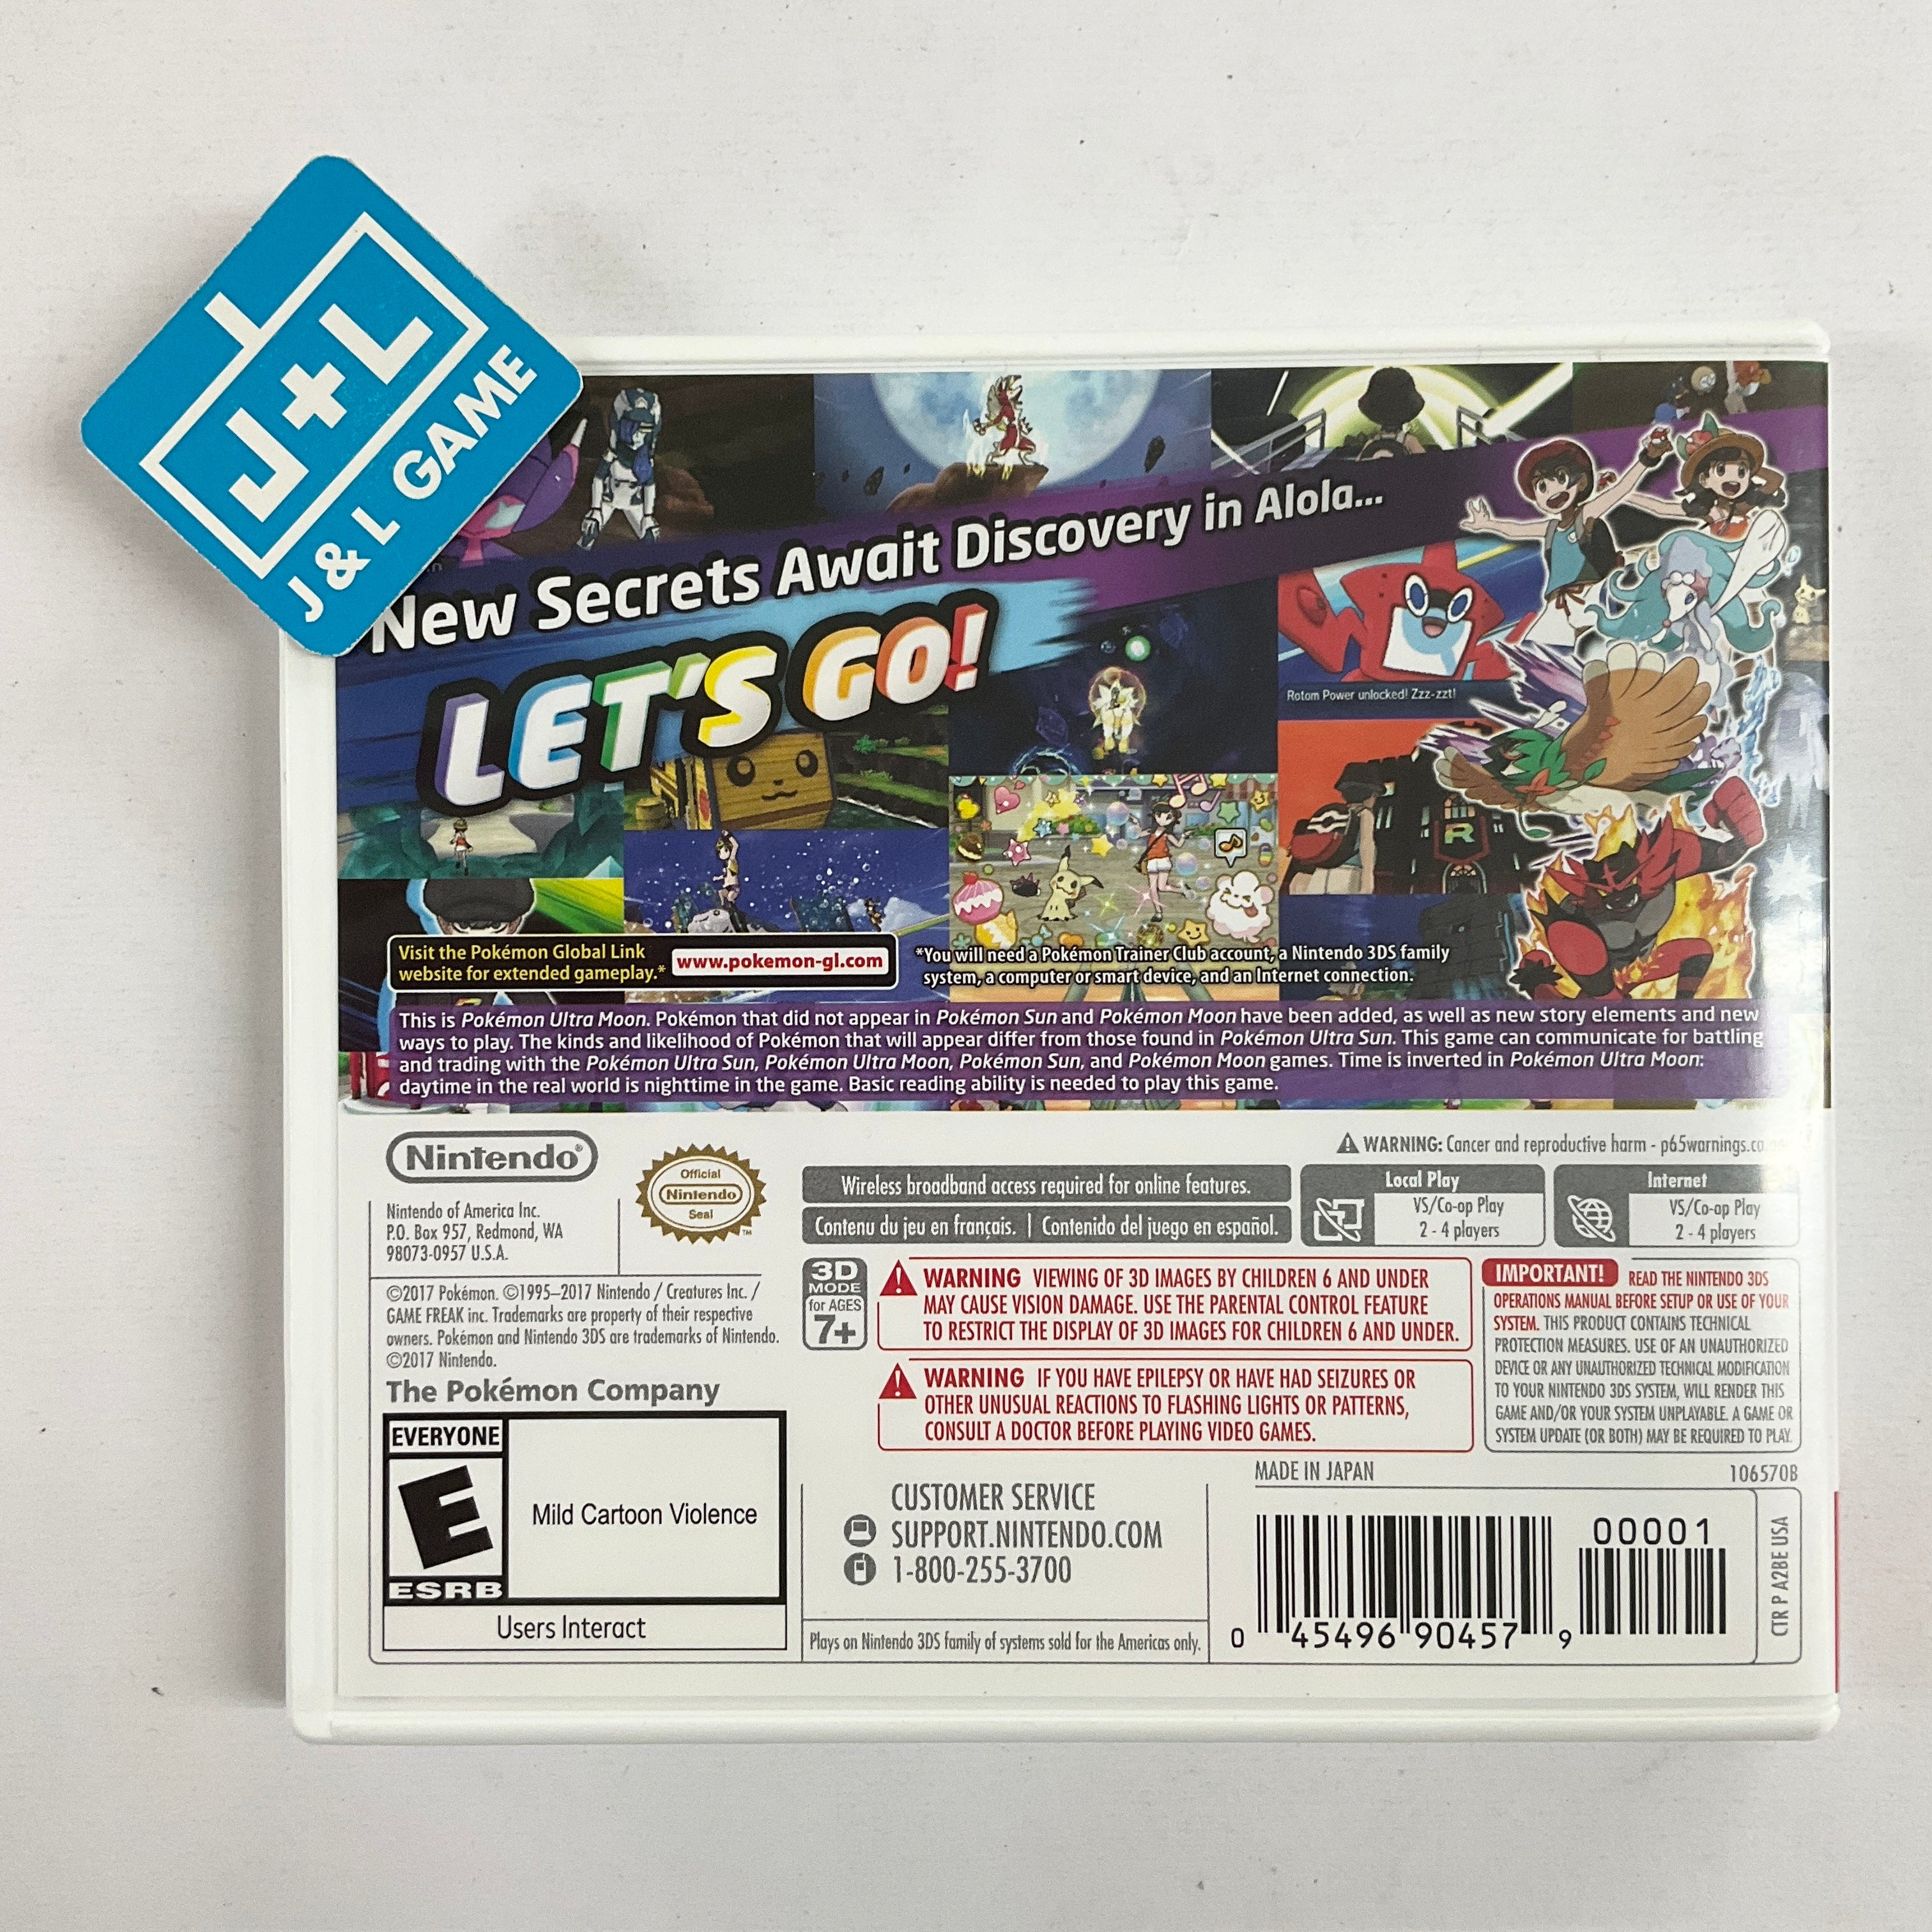 J+L
J & L GAME
New Secrets Await Discovery in Alola...
LET'S GO!
Rotom Power unlocked! Zzz-zzt!
R
Visit the Pokémon Global Link
website for extended gameplay.*
www.pokemon-gl.com
*You will need a Pokémon Trainer Club account, a Nintendo 3DS family
system, a computer or smart device, and an Internet connection.
This is Pokémon Ultra Moon. Pokémon that did not appear in Pokémon Sun and Pokémon Moon have been added, as well as new story elements and new
ways to play. The kinds and likelihood of Pokémon that will appear differ from those found in Pokémon Ultra Sun. This game can communicate for battling
and trading with the Pokémon Ultra Sun, Pokémon Ultra Moon, Pokémon Sun, and Pokémon Moon games. Time is inverted in Pokémon Ultra Moon:
daytime in the real world is nighttime in the game. Basic reading ability is needed to play this game.
Nintendo®
Nintendo of America Inc.
P.O. Box 957, Redmond, WA
98073-0957 U.S.A.
Official
Nintendo
Seal
TM
WARNING: Cancer and reproductive harm - p65warnings.ca
Wireless broadband access required for online features.
Contenu du jeu en français. | Contenido del juego en español.
Local Play
VS/Co-op Play
2 - 4 players
Internet
VS/Co-op Play
2 - 4 players
©2017 Pokémon. ©1995–2017 Nintendo / Creatures Inc. /
GAME FREAK inc. Trademarks are property of their respective
owners. Pokémon and Nintendo 3DS are trademarks of Nintendo.
©2017 Nintendo.
The Pokémon Company
3D
MODE
for AGES
7+
WARNING VIEWING OF 3D IMAGES BY CHILDREN 6 AND UNDER
MAY CAUSE VISION DAMAGE. USE THE PARENTAL CONTROL FEATURE
TO RESTRICT THE DISPLAY OF 3D IMAGES FOR CHILDREN 6 AND UNDER.
WARNING IF YOU HAVE EPILEPSY OR HAVE HAD SEIZURES OR
OTHER UNUSUAL REACTIONS TO FLASHING LIGHTS OR PATTERNS,
CONSULT A DOCTOR BEFORE PLAYING VIDEO GAMES.
IMPORTANT! READ THE NINTENDO 3DS
OPERATIONS MANUAL BEFORE SETUP OR USE OF YOUR
SYSTEM. THIS PRODUCT CONTAINS TECHNICAL
PROTECTION MEASURES. USE OF AN UNAUTHORIZED
DEVICE OR ANY UNAUTHORIZED TECHNICAL MODIFICATION
TO YOUR NINTENDO 3DS SYSTEM, WILL RENDER THIS
GAME AND/OR YOUR SYSTEM UNPLAYABLE. A GAME OR
SYSTEM UPDATE (OR BOTH) MAY BE REQUIRED TO PLAY.
EVERYONE
E
ESRB
Mild Cartoon Violence
Users Interact
CUSTOMER SERVICE
SUPPORT.NINTENDO.COM
1-800-255-3700
Plays on Nintendo 3DS family of systems sold for the Americas only.
MADE IN JAPAN
106570B
00001
0 45496 90457 9
CTR P A2BE USA